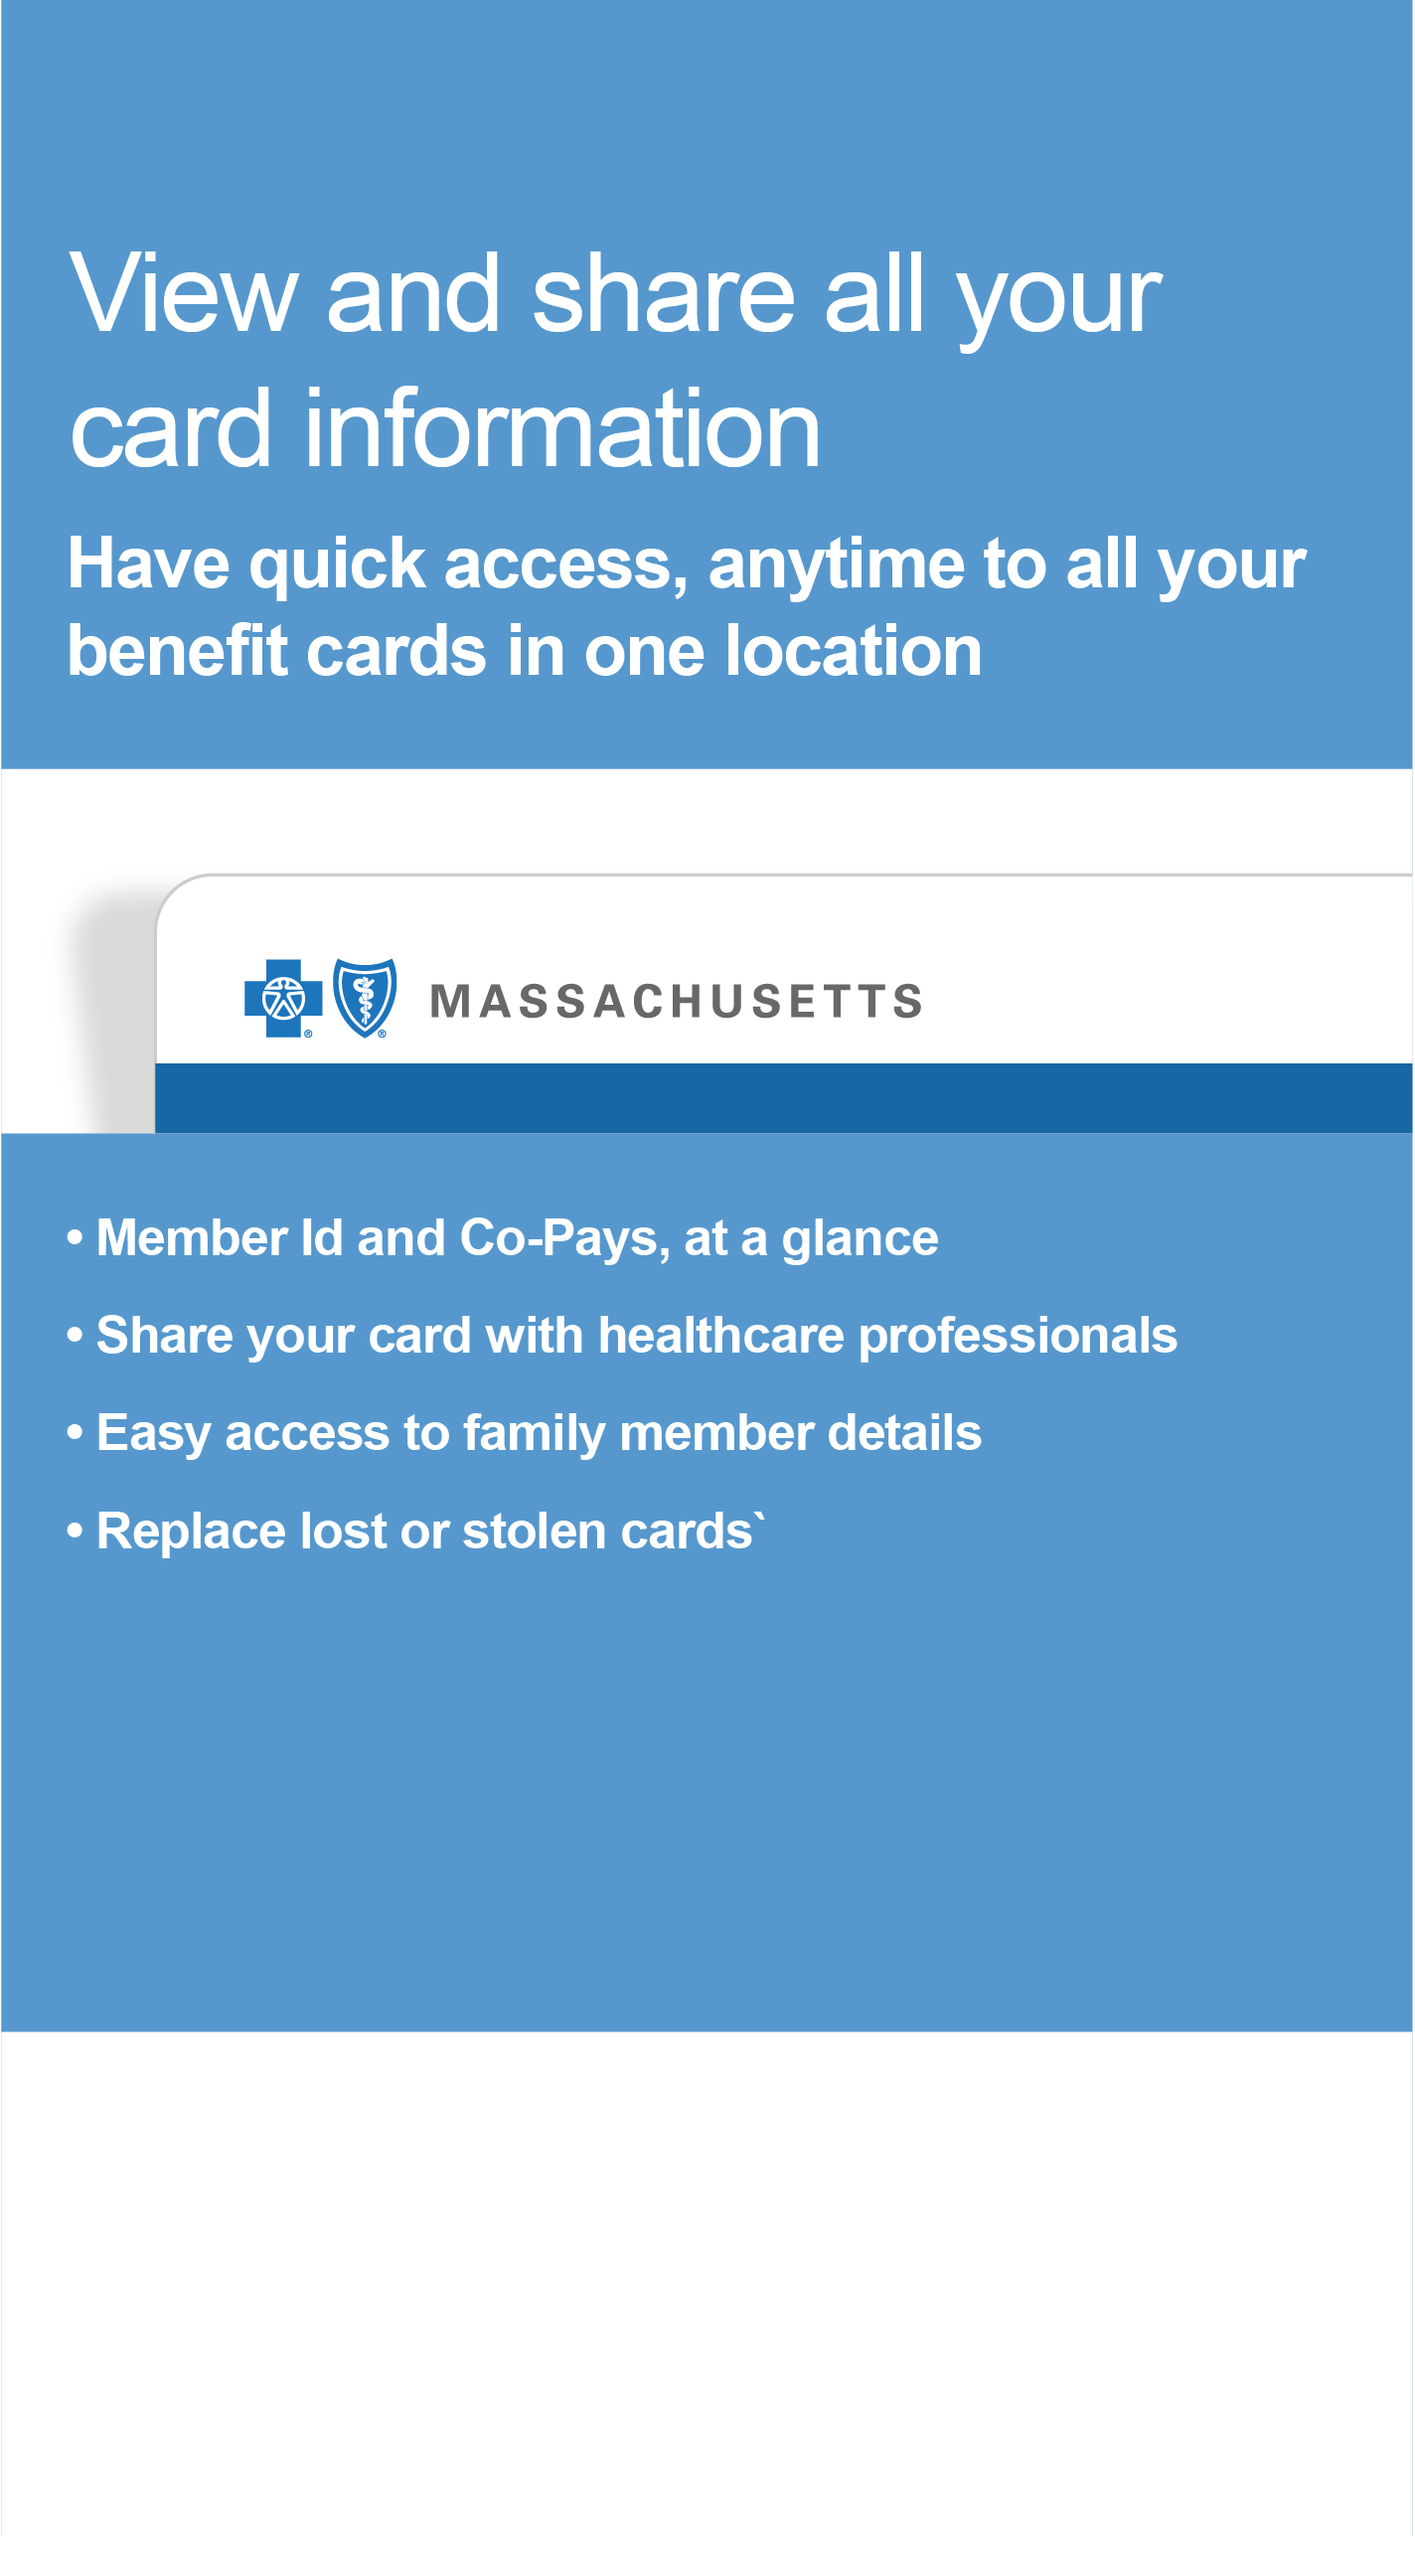 View and share all your
card information
Have quick access, anytime to all your
benefit cards in one location
® ® MASSACHUSETTS
• Member Id and Co-Pays, at a glance
• Share your card with healthcare professionals
• Easy access to family member details
• Replace lost or stolen cards`